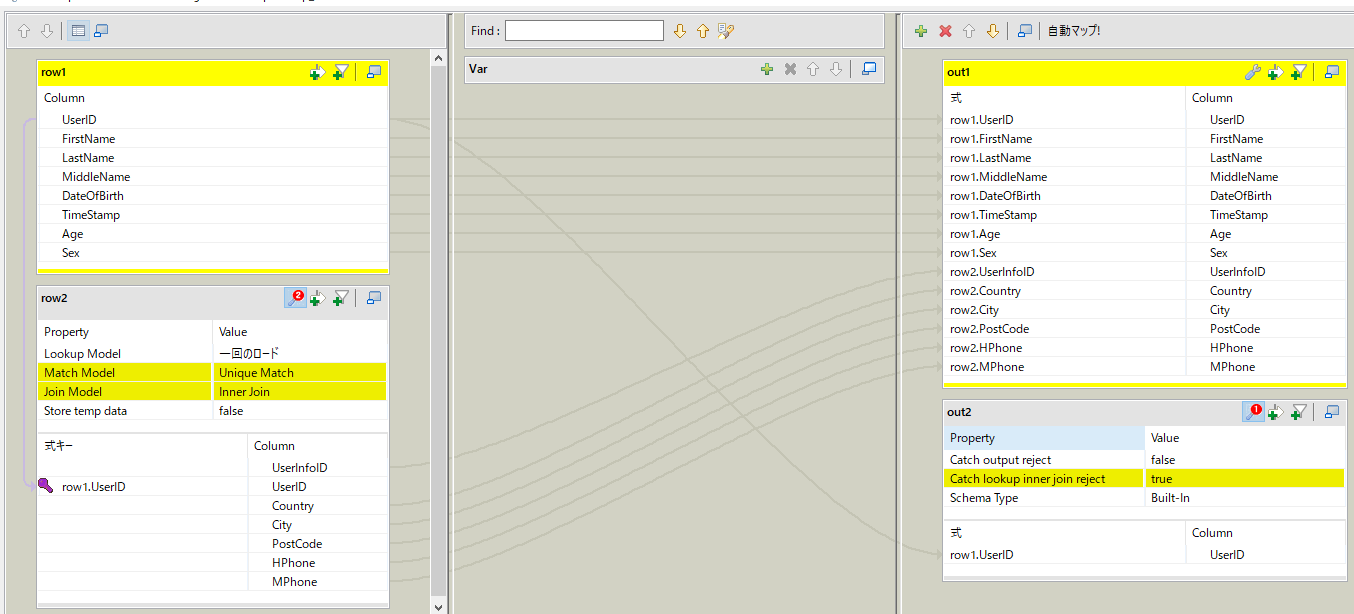 row1
Column
UserID
FirstName
LastName
MiddleName
DateOfBirth
TimeStamp
Age
Sex
row2
2
Property Value
Lookup Model 一回のロード
Match Model Unique Match
Join Model Inner Join
Store temp data false
式キー Column
UserInfoID
row1.UserID UserID
Country
City
PostCode
HPhone
MPhone
Find :
Var
自動マップ!
out1
式 Column
row1.UserID UserID
row1.FirstName FirstName
row1.LastName LastName
row1.MiddleName MiddleName
row1.DateOfBirth DateOfBirth
row1.TimeStamp TimeStamp
row1.Age Age
row1.Sex Sex
row2.UserInfoID UserInfoID
row2.Country Country
row2.City City
row2.PostCode PostCode
row2.HPhone HPhone
row2.MPhone MPhone
out2
1
Property Value
Catch output reject false
Catch lookup inner join reject true
Schema Type Built-In
式 Column
row1.UserID UserID